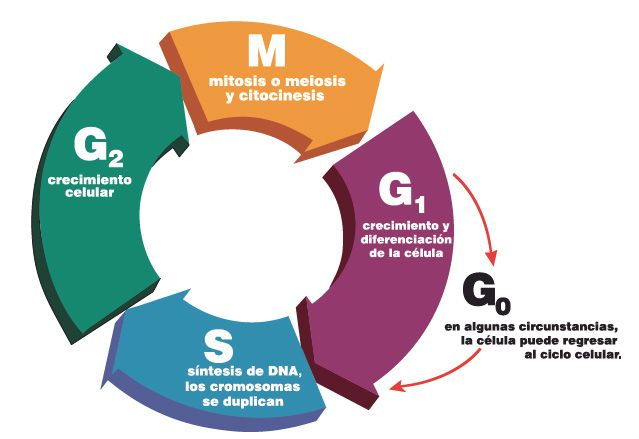 M
mitosis o meiosis
y citocinesis
G1
crecimiento y
diferenciación
de la célula
G0
en algunas circunstancias,
la célula puede regresar
al ciclo celular.
S
síntesis de DNA,
los cromosomas
se duplican
G2
crecimiento
celular